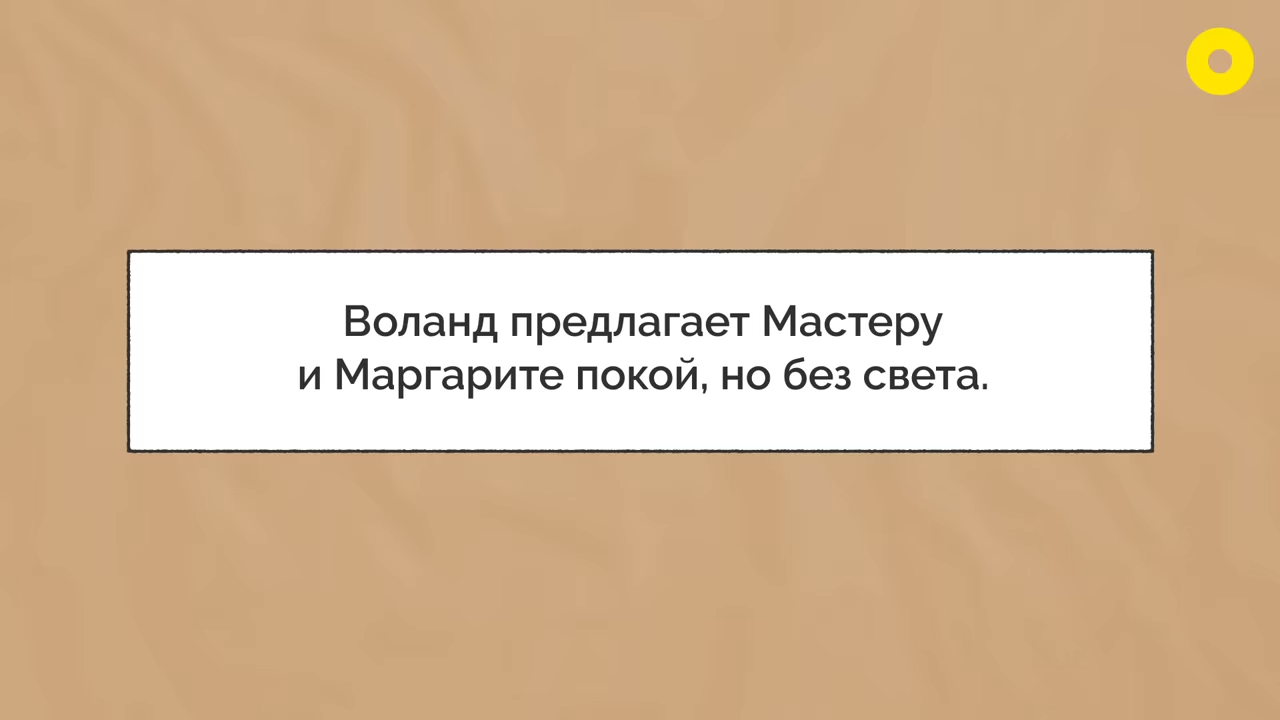 Воланд предлагает Мастеру
и Маргарите покой, но без света.